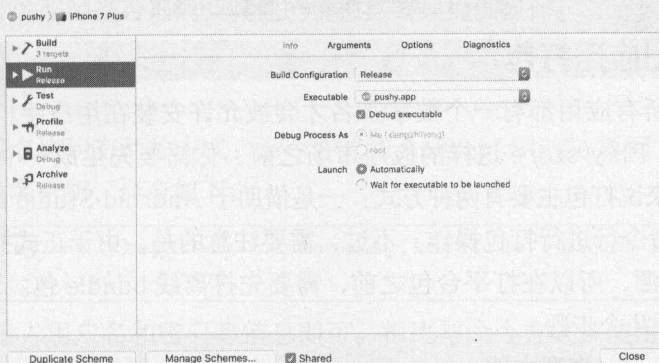 pushy 〉 iPhone 7 Plus
Info Arguments Options Diagnostics
Build
3 targets
Run
Release
Test
Debug
Profile
Release
Analyze
Debug
Archive
Release
Build Configuration Release
Executable pushy.app
Debug executable
Debug Process As Me (xiangzhihong)
root
Launch Automatically
Wait for executable to be launched
Duplicate Scheme Manage Schemes... Shared Close